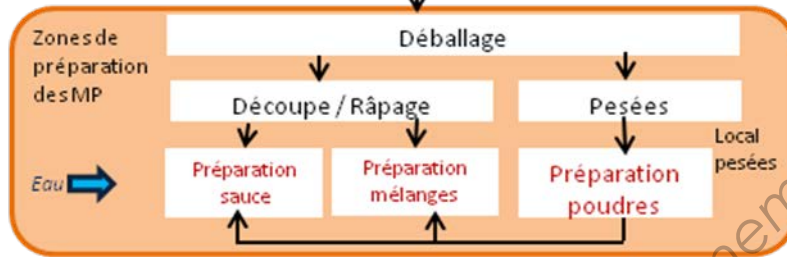 Zones de
préparation
des MP
Déballage
Découpe / Râpage
Pesées
Local
pesées
Eau
Préparation
sauce
Préparation
mélanges
Préparation
poudres